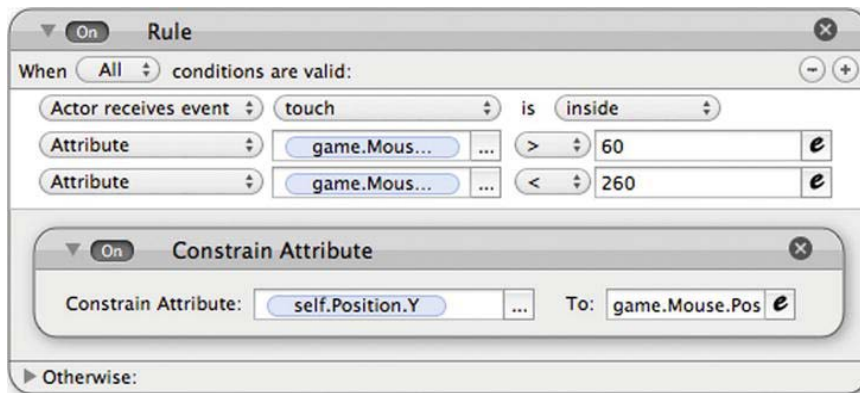 On Rule
When All conditions are valid:
Actor receives event touch is inside
Attribute game.Mous... ... > 60 e
Attribute game.Mous... ... < 260 e
On Constrain Attribute
Constrain Attribute: self.Position.Y ... To: game.Mouse.Pos e
Otherwise: